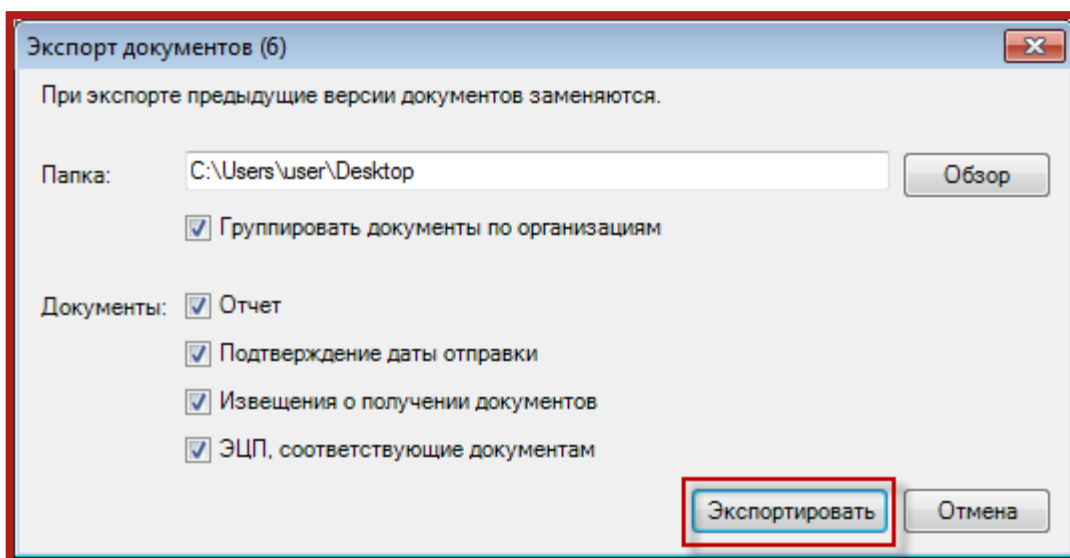 Экспорт документов (6)
При экспорте предыдущие версии документов заменяются.
Папка: C:\Users\user\Desktop Обзор
Группировать документы по организациям
Документы: Отчет
Подтверждение даты отправки
Извещения о получении документов
ЭЦП, соответствующие документам
Экспортировать Отмена